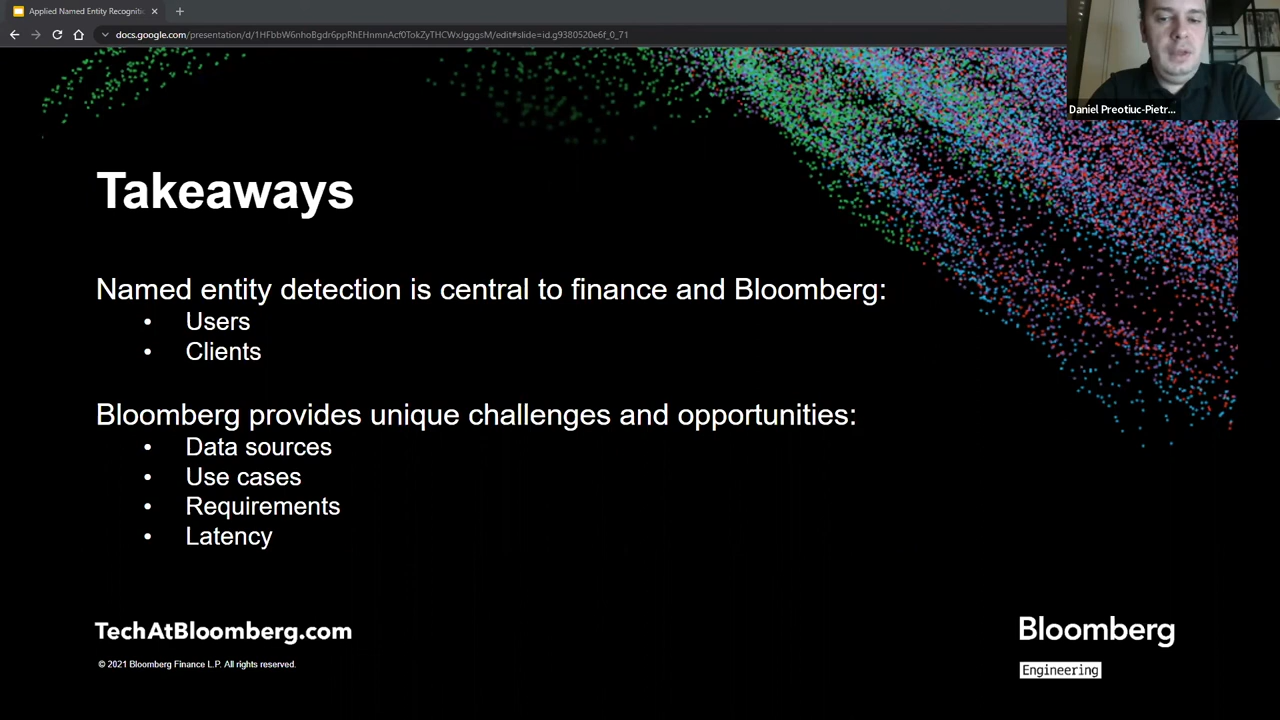 Applied Named Entity Recogniti
docs.google.com/presentation/d/1HFbbW6nhoBgdr6ppRhEHnmnAcf0TokZyTHCWxJgggsM/edit#slide=id.g9380520e6f_0_71
Daniel Preotiuc-Pietr...
Takeaways
Named entity detection is central to finance and Bloomberg:
• Users
• Clients
Bloomberg provides unique challenges and opportunities:
• Data sources
• Use cases
• Requirements
• Latency
TechAtBloomberg.com
© 2021 Bloomberg Finance L.P. All rights reserved.
Bloomberg
Engineering